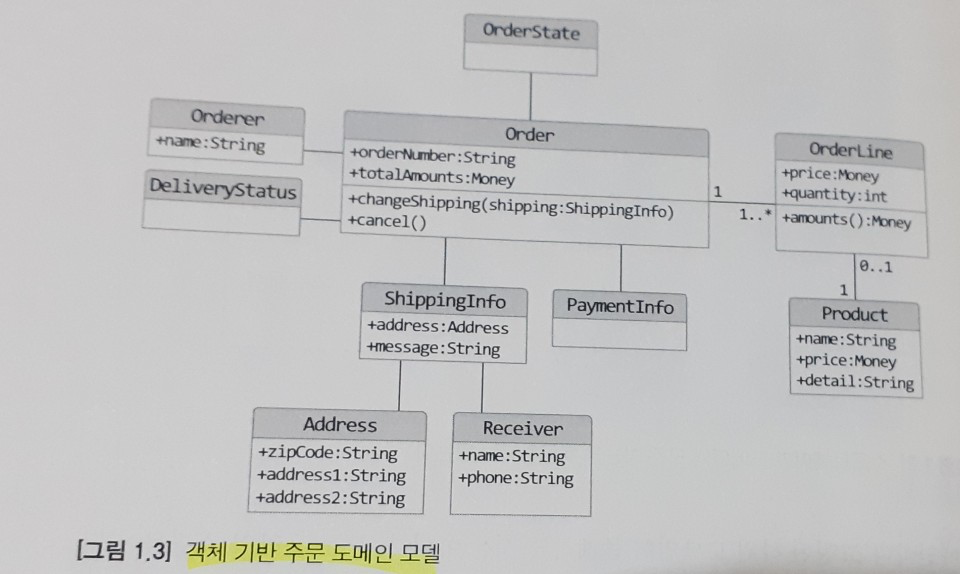 OrderState
Orderer
+name:String
DeliveryStatus
Order
+orderNumber:String
+totalAmounts:Money
+changeShipping(shipping:ShippingInfo)
+cancel()
1
1..*
OrderLine
+price:Money
+quantity:int
+amounts():Money
0..1
1
Product
+name:String
+price:Money
+detail:String
ShippingInfo
+address:Address
+message:String
PaymentInfo
Address
+zipCode:String
+address1:String
+address2:String
Receiver
+name:String
+phone:String
[그림 1.3] 객체 기반 주문 도메인 모델